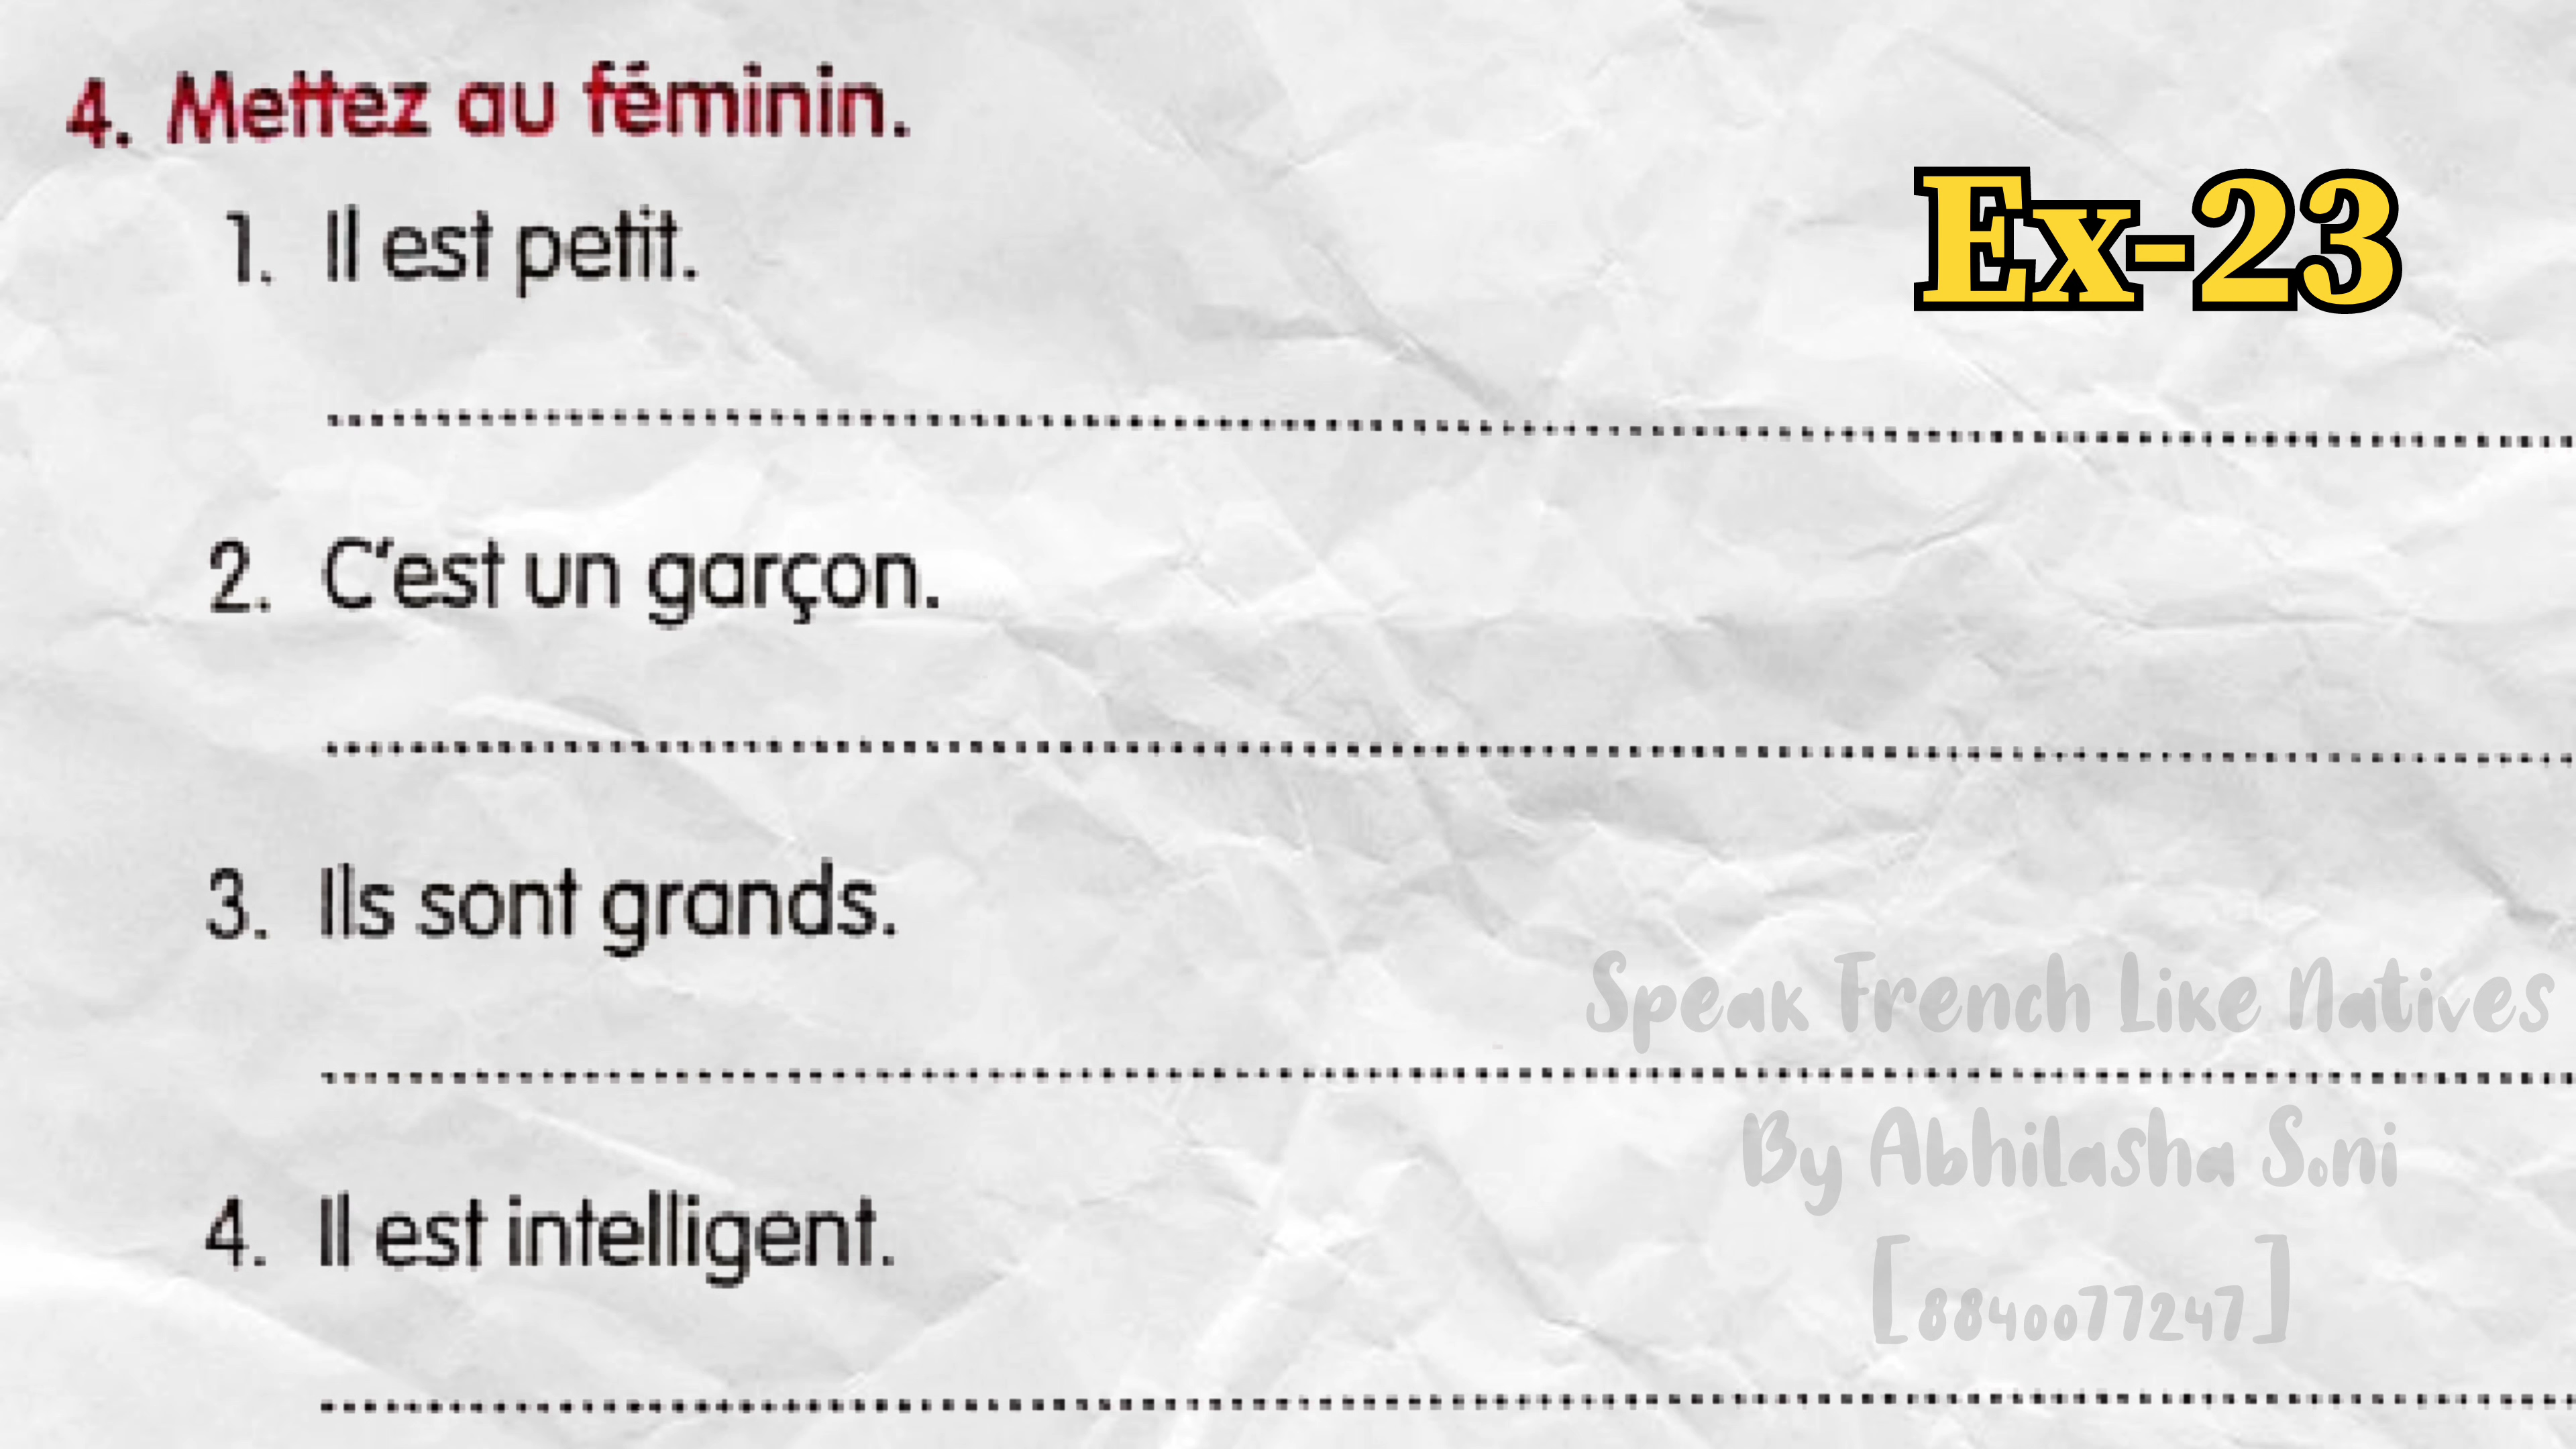 4. Mettez au féminin.
Ex-23
1. Il est petit.
2. C'est un garçon.
3. Ils sont grands.
Speak French Like Natives
By Abhilasha Soni
4. Il est intelligent.
[8840077247]